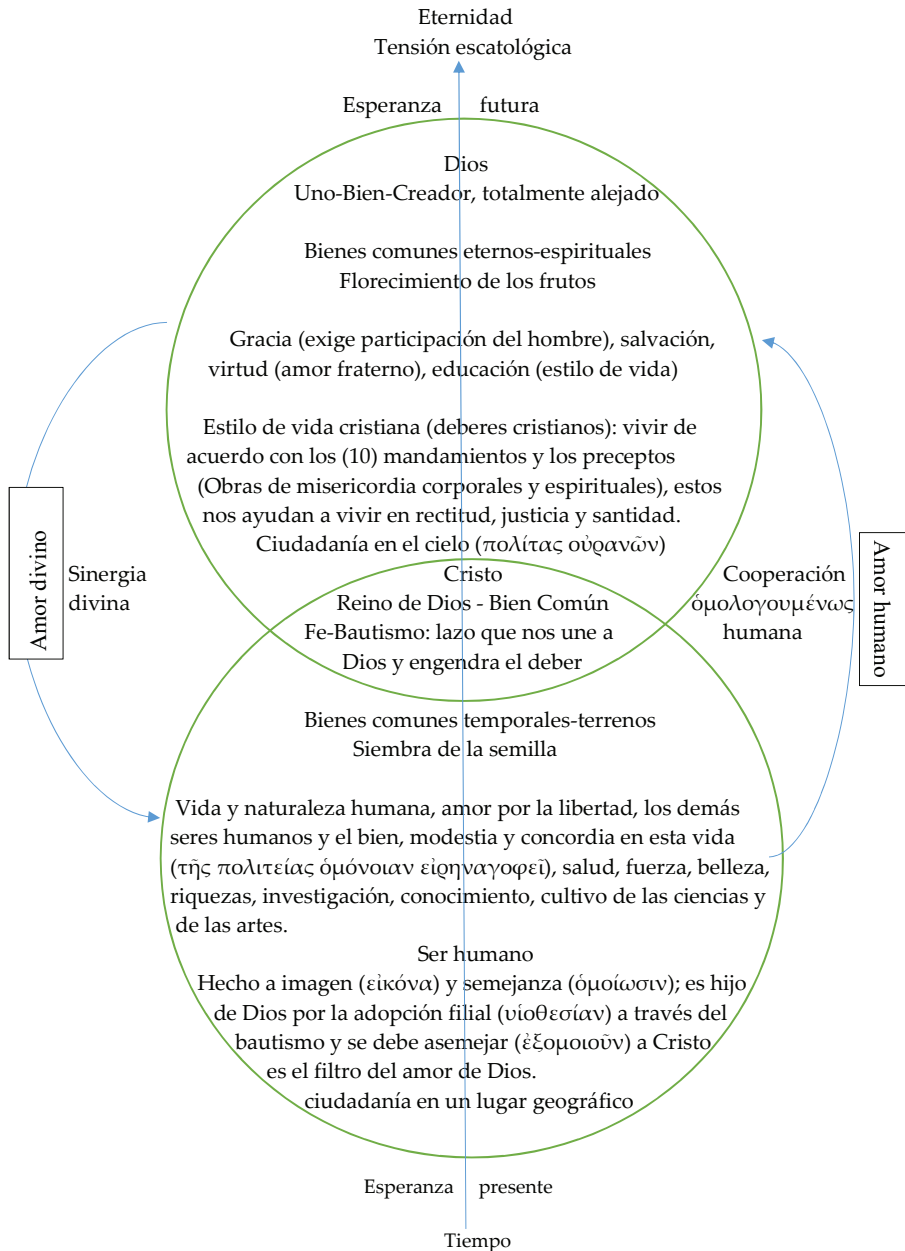 Eternidad
Tensión escatológica
Esperanza futura
Dios
Uno-Bien-Creador, totalmente alejado
Bienes comunes eternos-espirituales
Florecimiento de los frutos
Gracia (exige participación del hombre), salvación,
virtud (amor fraterno), educación (estilo de vida)
Estilo de vida cristiana (deberes cristianos): vivir de
acuerdo con los (10) mandamientos y los preceptos
(Obras de misericordia corporales y espirituales), estos
nos ayudan a vivir en rectitud, justicia y santidad.
Ciudadanía en el cielo (πολίτας οὐρανῶν)
Amor divino
Sinergia
divina
Cristo
Reino de Dios - Bien Común
Fe-Bautismo: lazo que nos une a
Dios y engendra el deber
Cooperación
ὁμολογουμένως
humana
Amor humano
Bienes comunes temporales-terrenos
Siembra de la semilla
Vida y naturaleza humana, amor por la libertad, los demás
seres humanos y el bien, modestia y concordia en esta vida
(τῆς πολιτείας ὁμόνοιαν εἰρηναγοφεῖ), salud, fuerza, belleza,
riquezas, investigación, conocimiento, cultivo de las ciencias y
de las artes.
Ser humano
Hecho a imagen (εἰκόνα) y semejanza (ὁμοίωσιν); es hijo
de Dios por la adopción filial (υἱοθεσίαν) a través del
bautismo y se debe asemejar (ἐξομοιοῦν) a Cristo
es el filtro del amor de Dios.
ciudadanía en un lugar geográfico
Esperanza presente
Tiempo